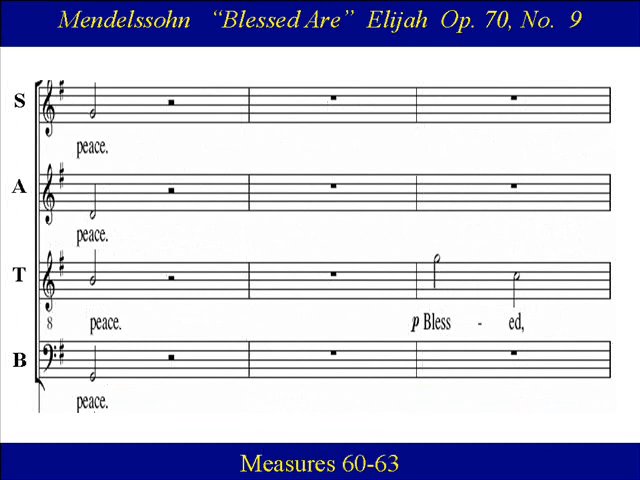 Mendelssohn “Blessed Are” Elijah Op. 70, No. 9
S
peace.
A
peace.
T
8 peace. p Bless - ed,
B
peace.
Measures 60-63